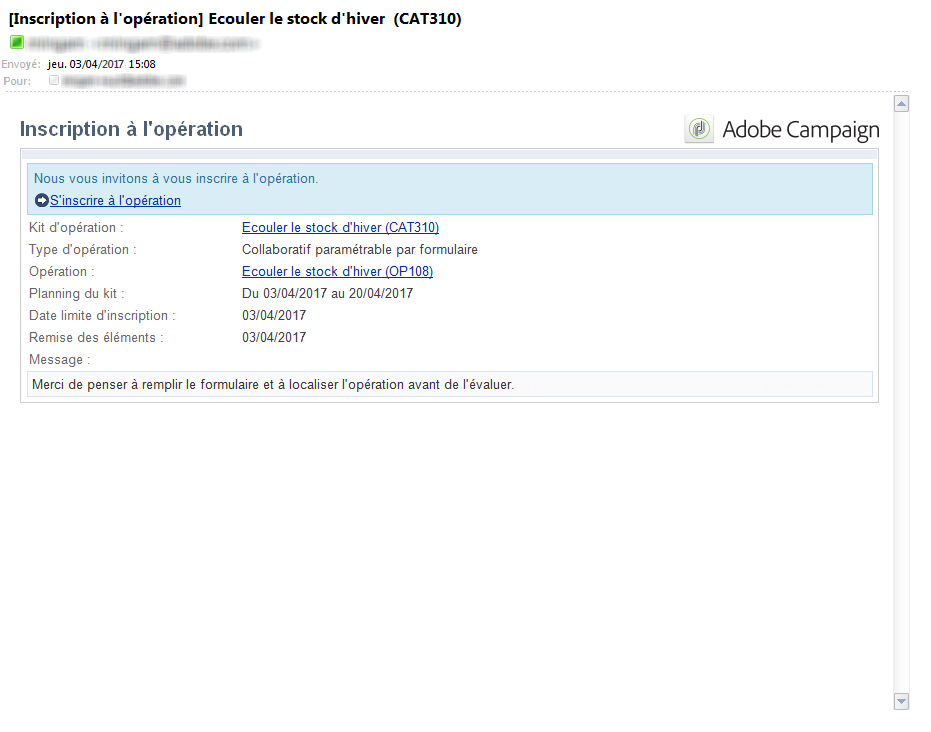 [Inscription à l'opération] Ecouler le stock d'hiver (CAT310)
Envoyé: jeu. 03/04/2017 15:08
Pour:
Inscription à l'opération
Adobe Campaign
Nous vous invitons à vous inscrire à l'opération.
S'inscrire à l'opération
Kit d'opération : Ecouler le stock d'hiver (CAT310)
Type d'opération : Collaboratif paramétrable par formulaire
Opération : Ecouler le stock d'hiver (OP108)
Planning du kit : Du 03/04/2017 au 20/04/2017
Date limite d'inscription : 03/04/2017
Remise des éléments : 03/04/2017
Message :
Merci de penser à remplir le formulaire et à localiser l'opération avant de l'évaluer.